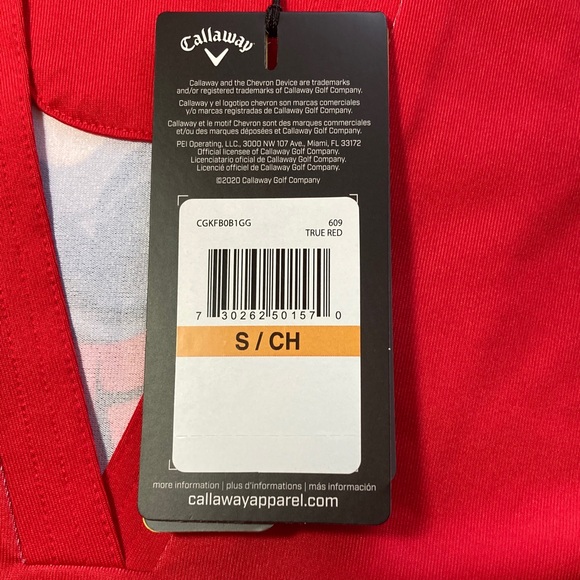 Callaway
Callaway and the Chevron Device are trademarks
and/or registered trademarks of Callaway Golf Company.
Callaway y el logotipo chevron son marcas comerciales
y/o marcas registradas de Callaway Golf Company.
Callaway et le motif Chevron sont des marques commerciales
et/ou des marques déposées et Callaway Golf Company.
PEI Operating, LLC., 3000 NW 107 Ave., Miami, FL 33172
Official licensee of Callaway Golf Company.
Licenciatario oficial de Callaway Golf Company.
Licencié officiel de Callaway Golf Company.
©2020 Callaway Golf Company
CGKFB0B1GG 609
TRUE RED
7 30262 50157 0
S / CH
more information | plus d'informations | más información
callawayapparel.com